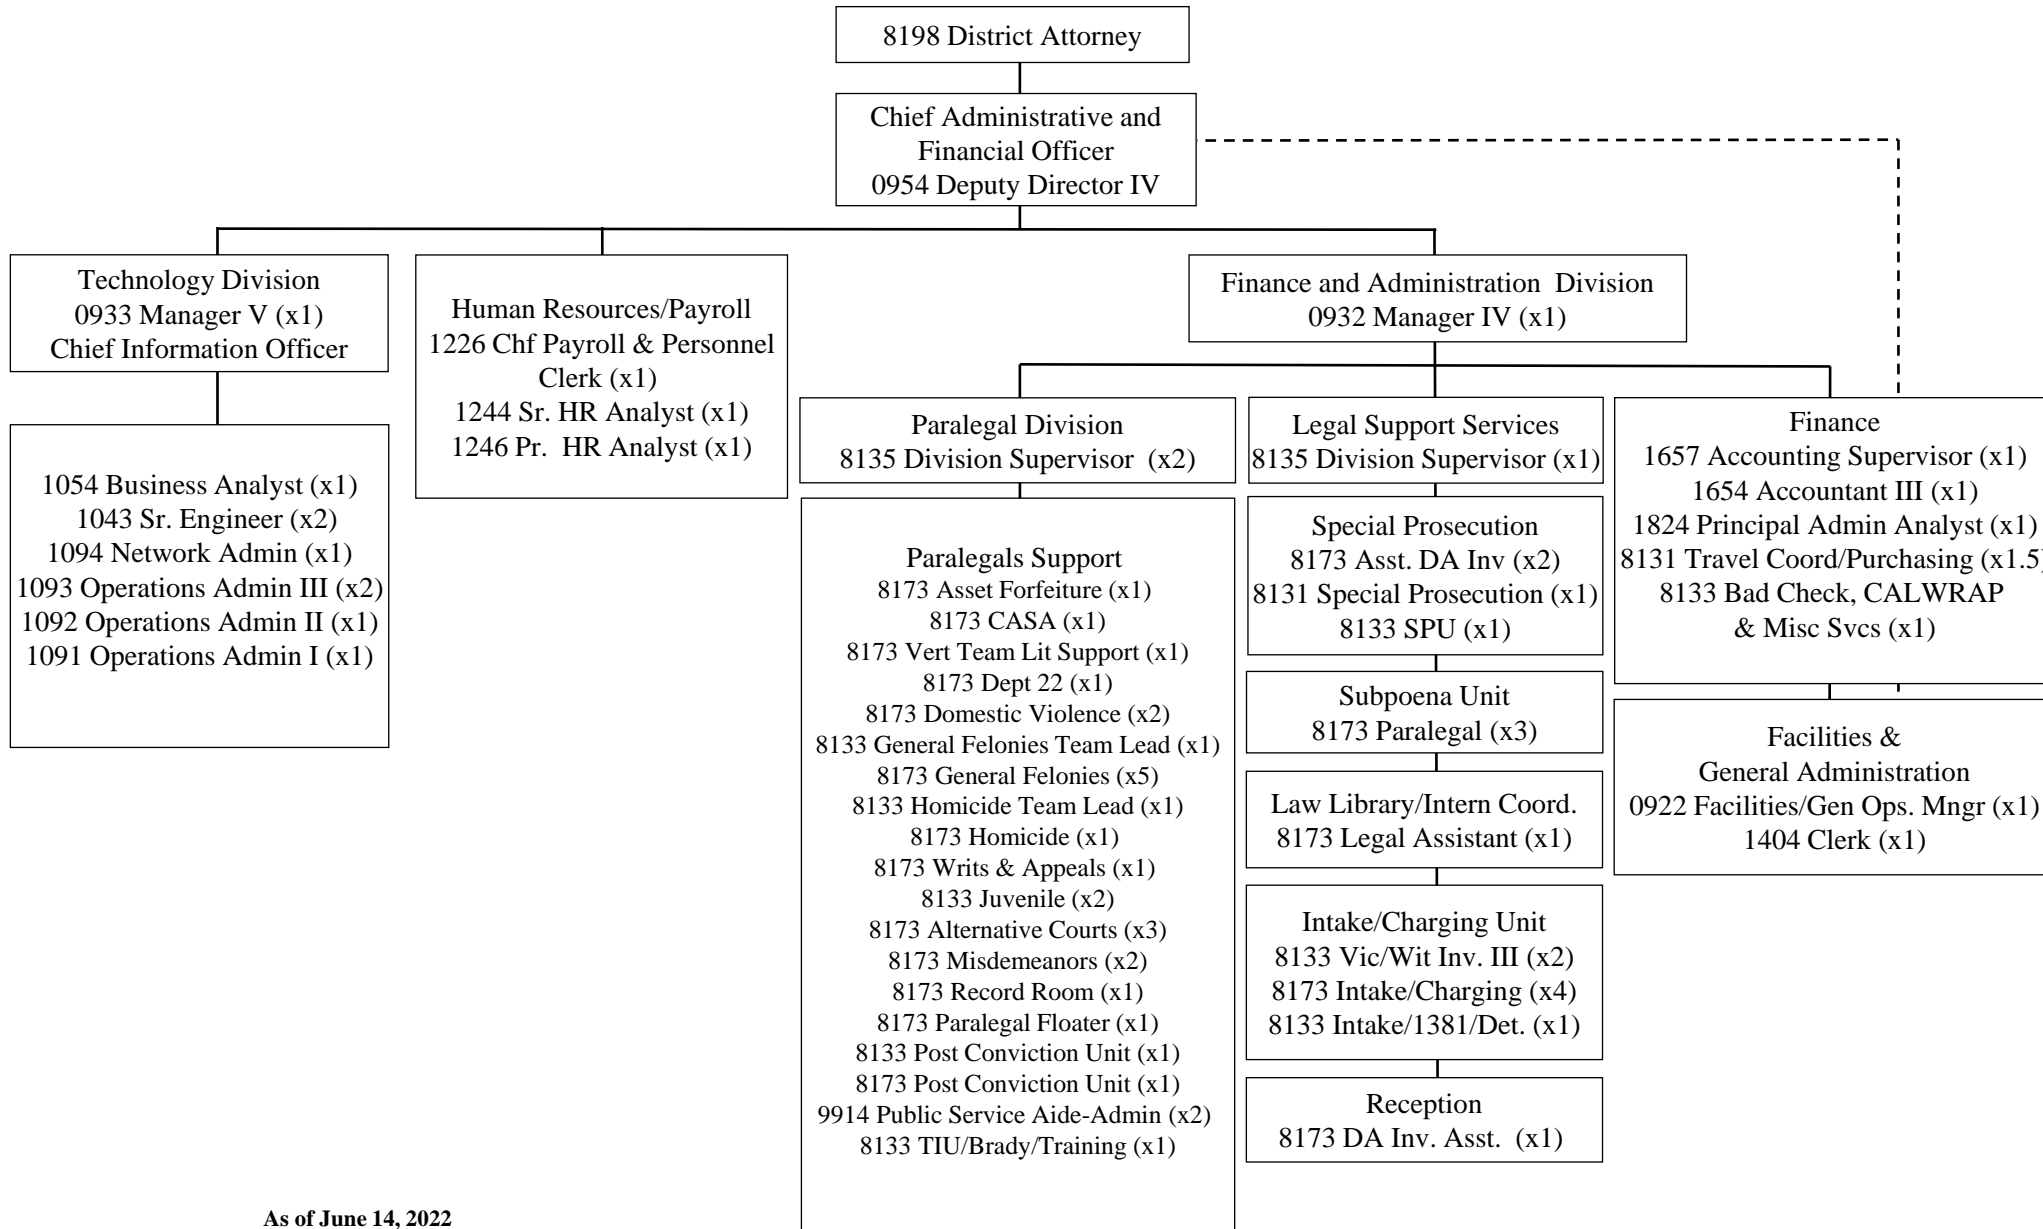 8198 District Attorney
Chief Administrative and
Financial Officer
0954 Deputy Director IV
Technology Division
0933 Manager V (x1)
Chief Information Officer
1054 Business Analyst (x1)
1043 Sr. Engineer (x2)
1094 Network Admin (x1)
1093 Operations Admin III (x2)
1092 Operations Admin II (x1)
1091 Operations Admin I (x1)
Human Resources/Payroll
1226 Chf Payroll & Personnel
Clerk (x1)
1244 Sr. HR Analyst (x1)
1246 Pr. HR Analyst (x1)
Finance and Administration Division
0932 Manager IV (x1)
Paralegal Division
8135 Division Supervisor (x2)
Paralegals Support
8173 Asset Forfeiture (x1)
8173 CASA (x1)
8173 Vert Team Lit Support (x1)
8173 Dept 22 (x1)
8173 Domestic Violence (x2)
8133 General Felonies Team Lead (x1)
8173 General Felonies (x5)
8133 Homicide Team Lead (x1)
8173 Homicide (x1)
8173 Writs & Appeals (x1)
8133 Juvenile (x2)
8173 Alternative Courts (x3)
8173 Misdemeanors (x2)
8173 Record Room (x1)
8173 Paralegal Floater (x1)
8133 Post Conviction Unit (x1)
8173 Post Conviction Unit (x1)
9914 Public Service Aide-Admin (x2)
8133 TIU/Brady/Training (x1)
Legal Support Services
8135 Division Supervisor (x1)
Special Prosecution
8173 Asst. DA Inv (x2)
8131 Special Prosecution (x1)
8133 SPU (x1)
Subpoena Unit
8173 Paralegal (x3)
Law Library/Intern Coord.
8173 Legal Assistant (x1)
Intake/Charging Unit
8133 Vic/Wit Inv. III (x2)
8173 Intake/Charging (x4)
8133 Intake/1381/Det. (x1)
Reception
8173 DA Inv. Asst. (x1)
Finance
1657 Accounting Supervisor (x1)
1654 Accountant III (x1)
1824 Principal Admin Analyst (x1)
8131 Travel Coord/Purchasing (x1.5)
8133 Bad Check, CALWRAP
& Misc Svcs (x1)
Facilities &
General Administration
0922 Facilities/Gen Ops. Mngr (x1)
1404 Clerk (x1)
As of June 14, 2022